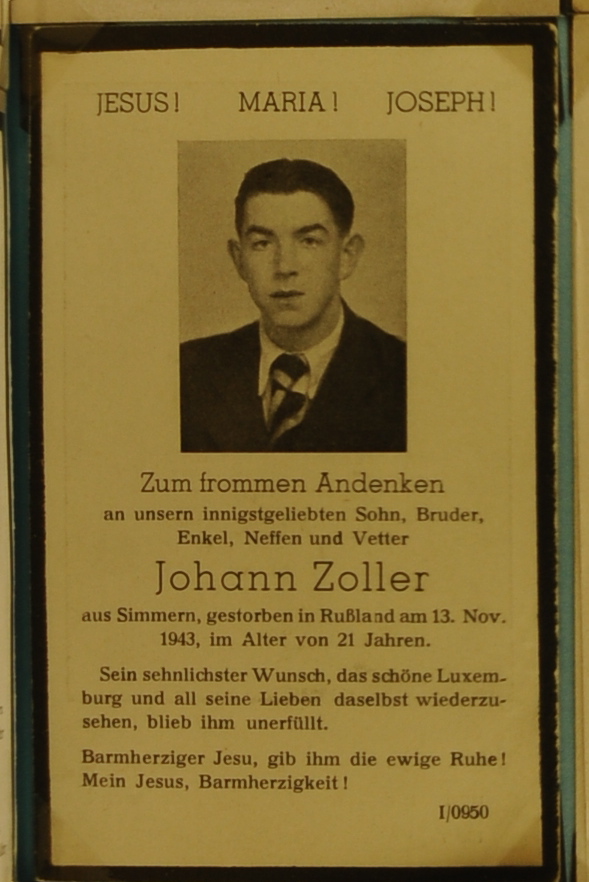 JESUS! MARIA! JOSEPH!
Zum frommen Andenken
an unsern innigstgeliebten Sohn, Bruder,
Enkel, Neffen und Vetter
Johann Zoller
aus Simmern, gestorben in Rußland am 13. Nov.
1943, im Alter von 21 Jahren.
Sein sehnlichster Wunsch, das schöne Luxem-
burg und all seine Lieben daselbst wiederzu-
sehen, blieb ihm unerfüllt.
Barmherziger Jesu, gib ihm die ewige Ruhe!
Mein Jesus, Barmherzigkeit!
I/0950